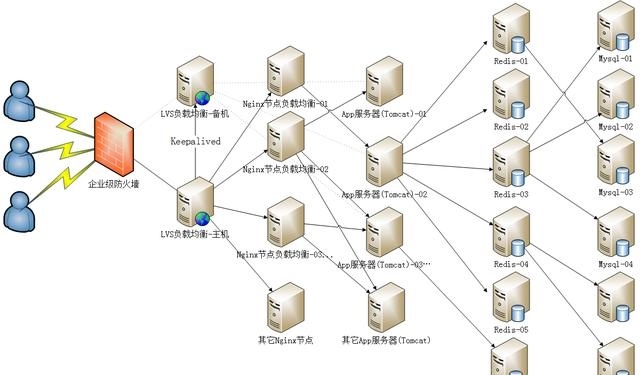 Redis-01
Mysql-01
Nginx节点负载均衡-01
LVS负载均衡-备机
App服务器(Tomcat)-01
Redis-02
Mysql-02
Keepalived
Nginx节点负载均衡-02
企业级防火墙
App服务器(Tomcat)-02
Redis-03
Mysql-03
LVS负载均衡-主机
Nginx节点负载均衡-03...
App服务器(Tomcat)-03…
Redis-04
Mysql-04
其它Nginx节点
其它App服务器(Tomcat)
Redis-05